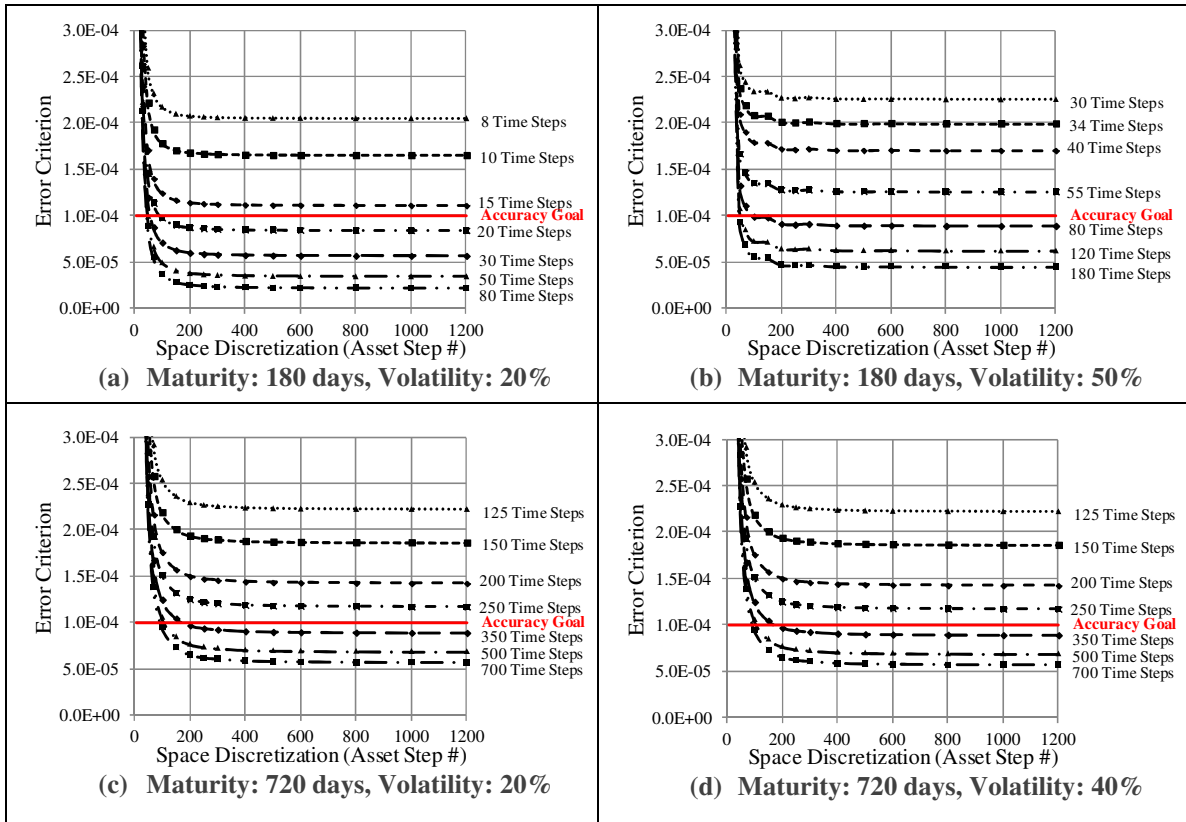 3.0E-04
2.5E-04
2.0E-04
1.5E-04
1.0E-04
5.0E-05
0.0E+00
Error Criterion
0 200 400 600 800 1000 1200
Space Discretization (Asset Step #)
8 Time Steps
10 Time Steps
15 Time Steps
Accuracy Goal
20 Time Steps
30 Time Steps
50 Time Steps
80 Time Steps
(a) Maturity: 180 days, Volatility: 20%
3.0E-04
2.5E-04
2.0E-04
1.5E-04
1.0E-04
5.0E-05
0.0E+00
Error Criterion
0 200 400 600 800 1000 1200
Space Discretization (Asset Step #)
30 Time Steps
34 Time Steps
40 Time Steps
55 Time Steps
Accuracy Goal
80 Time Steps
120 Time Steps
180 Time Steps
(b) Maturity: 180 days, Volatility: 50%
3.0E-04
2.5E-04
2.0E-04
1.5E-04
1.0E-04
5.0E-05
0.0E+00
Error Criterion
0 200 400 600 800 1000 1200
Space Discretization (Asset Step #)
125 Time Steps
150 Time Steps
200 Time Steps
250 Time Steps
Accuracy Goal
350 Time Steps
500 Time Steps
700 Time Steps
(c) Maturity: 720 days, Volatility: 20%
3.0E-04
2.5E-04
2.0E-04
1.5E-04
1.0E-04
5.0E-05
0.0E+00
Error Criterion
0 200 400 600 800 1000 1200
Space Discretization (Asset Step #)
125 Time Steps
150 Time Steps
200 Time Steps
250 Time Steps
Accuracy Goal
350 Time Steps
500 Time Steps
700 Time Steps
(d) Maturity: 720 days, Volatility: 40%